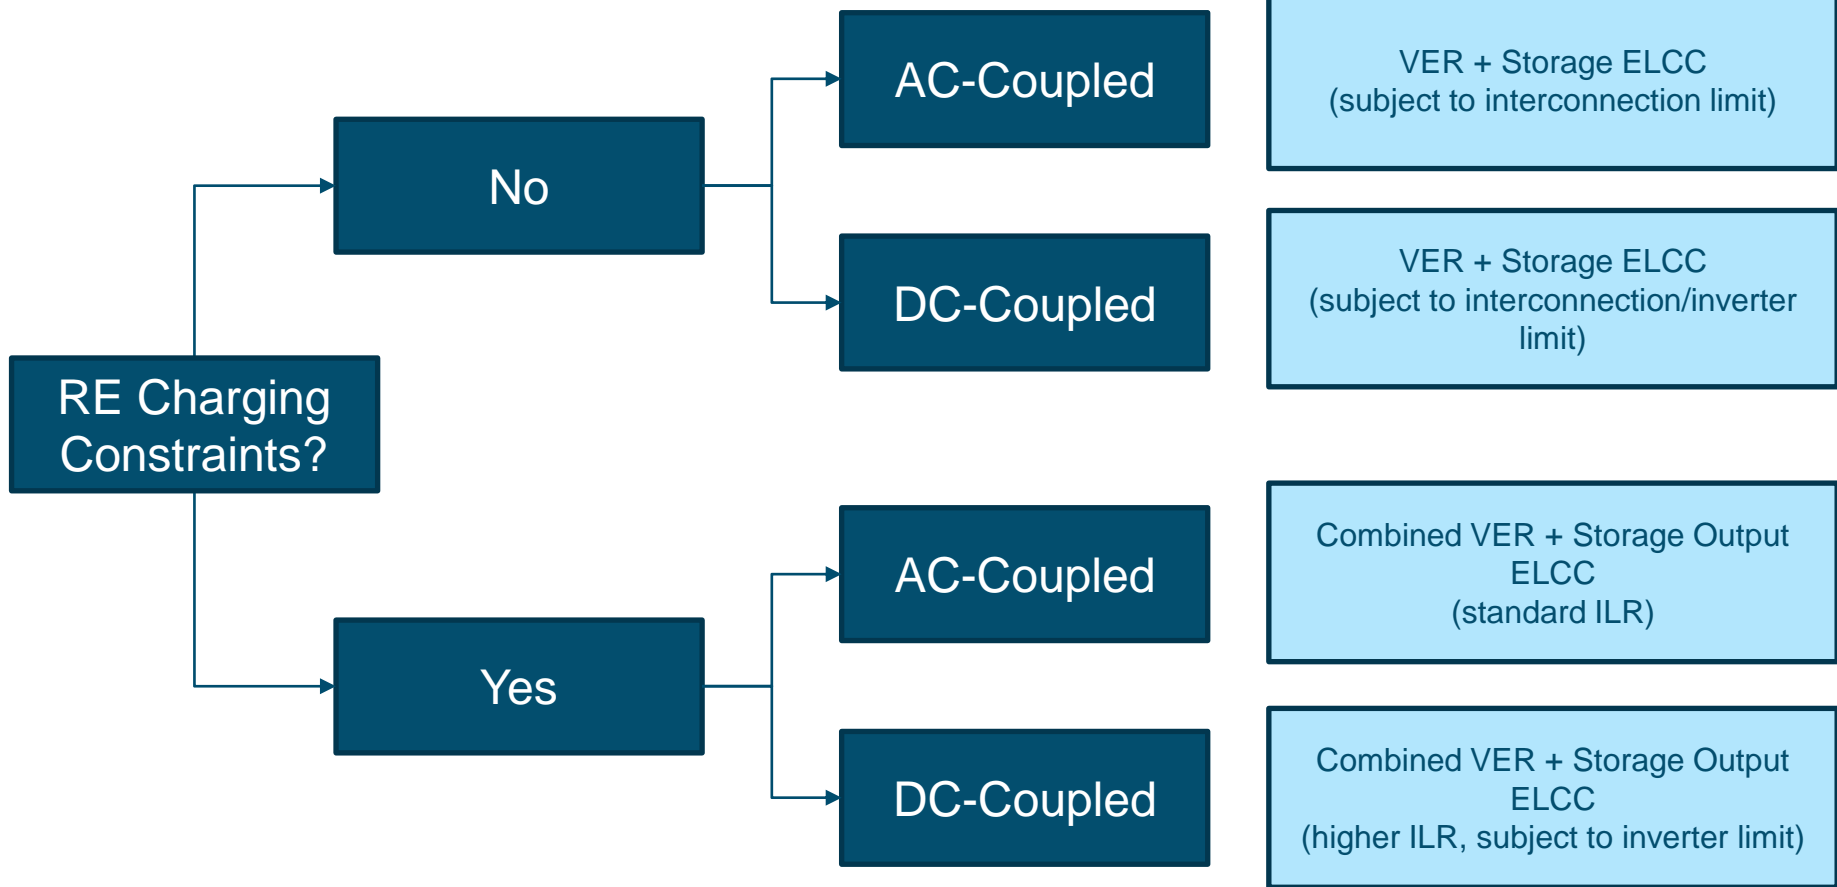 RE Charging
Constraints?
No
Yes
AC-Coupled
DC-Coupled
AC-Coupled
DC-Coupled
VER + Storage ELCC
(subject to interconnection limit)
VER + Storage ELCC
(subject to interconnection/inverter
limit)
Combined VER + Storage Output
ELCC
(standard ILR)
Combined VER + Storage Output
ELCC
(higher ILR, subject to inverter limit)